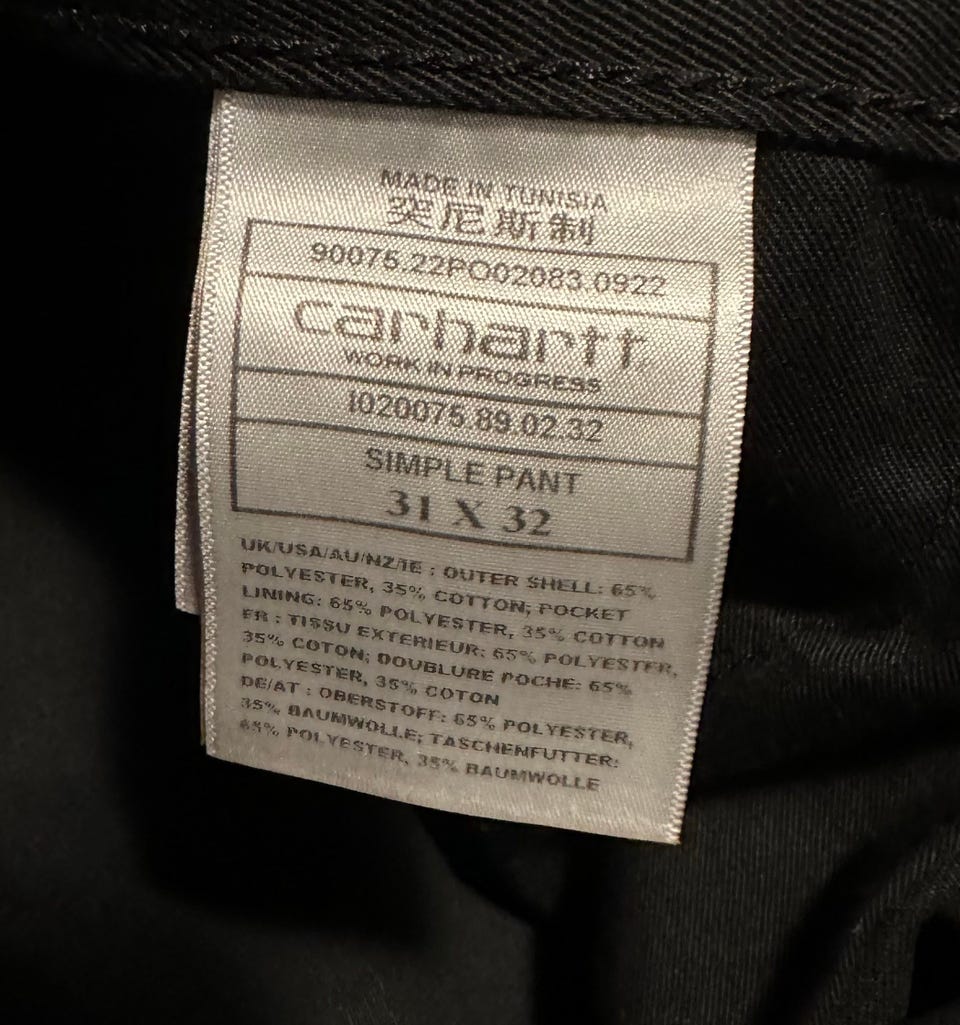 MADE IN TUNISIA
突尼斯制
90075.22PO02083.0922
carhartt
WORK IN PROGRESS
I020075.89.02.32
SIMPLE PANT
31 X 32
UK/USA/AU/NZ/IE : OUTER SHELL: 65%
POLYESTER, 35% COTTON; POCKET
LINING: 65% POLYESTER, 35% COTTON
FR : TISSU EXTERIEUR: 65% POLYESTER,
35% COTON; DOUBLURE POCHE: 65%
POLYESTER, 35% COTON
DE/AT : OBERSTOFF: 65% POLYESTER,
35% BAUMWOLLE; TASCHENFUTTER:
65% POLYESTER, 35% BAUMWOLLE